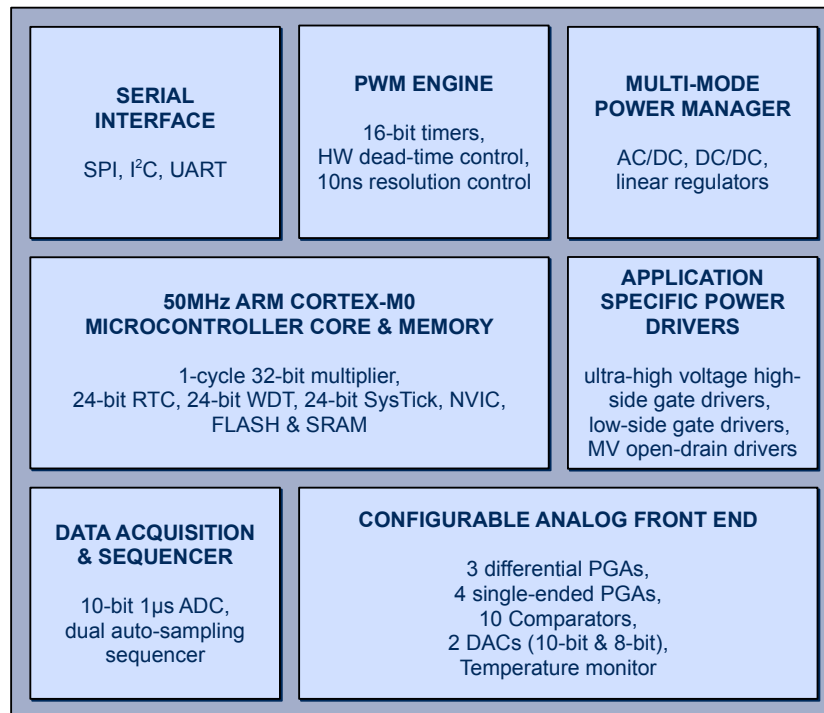 SERIAL
INTERFACE
SPI, I²C, UART
PWM ENGINE
16-bit timers,
HW dead-time control,
10ns resolution control
MULTI-MODE
POWER MANAGER
AC/DC, DC/DC,
linear regulators
50MHz ARM CORTEX-M0
MICROCONTROLLER CORE & MEMORY
1-cycle 32-bit multiplier,
24-bit RTC, 24-bit WDT, 24-bit SysTick, NVIC,
FLASH & SRAM
APPLICATION
SPECIFIC POWER
DRIVERS
ultra-high voltage high-
side gate drivers,
low-side gate drivers,
MV open-drain drivers
DATA ACQUISITION
& SEQUENCER
10-bit 1µs ADC,
dual auto-sampling
sequencer
CONFIGURABLE ANALOG FRONT END
3 differential PGAs,
4 single-ended PGAs,
10 Comparators,
2 DACs (10-bit & 8-bit),
Temperature monitor